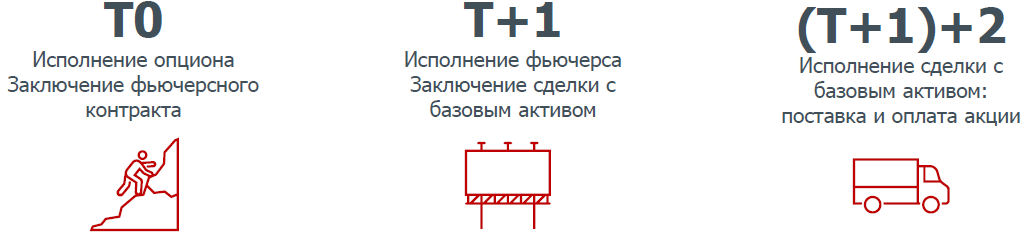 T0
Исполнение опциона
Заключение фьючерсного
контракта
T+1
Исполнение фьючерса
Заключение сделки с
базовым активом
(T+1)+2
Исполнение сделки с
базовым активом:
поставка и оплата акции